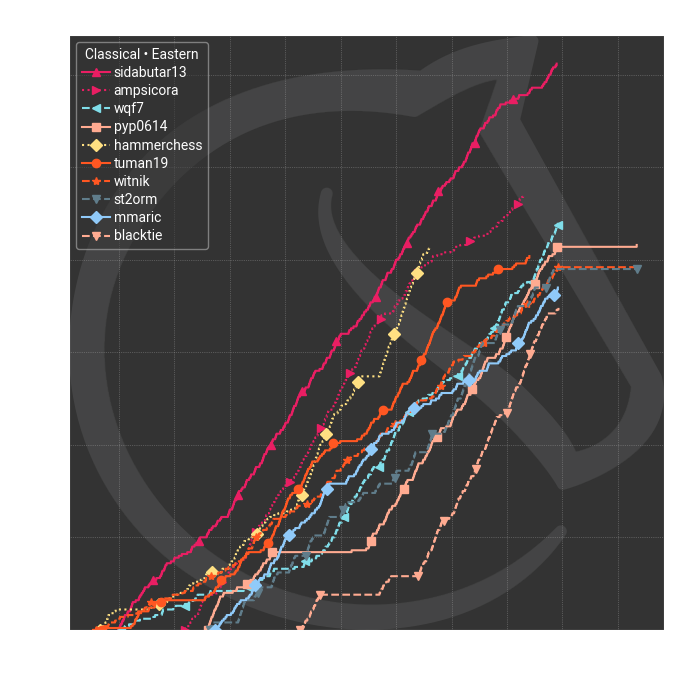 Classical • Eastern
sidabutar13
ampsicora
wqf7
pyp0614
hammerchess
tuman19
witnik
st2orm
mmaric
blacktie